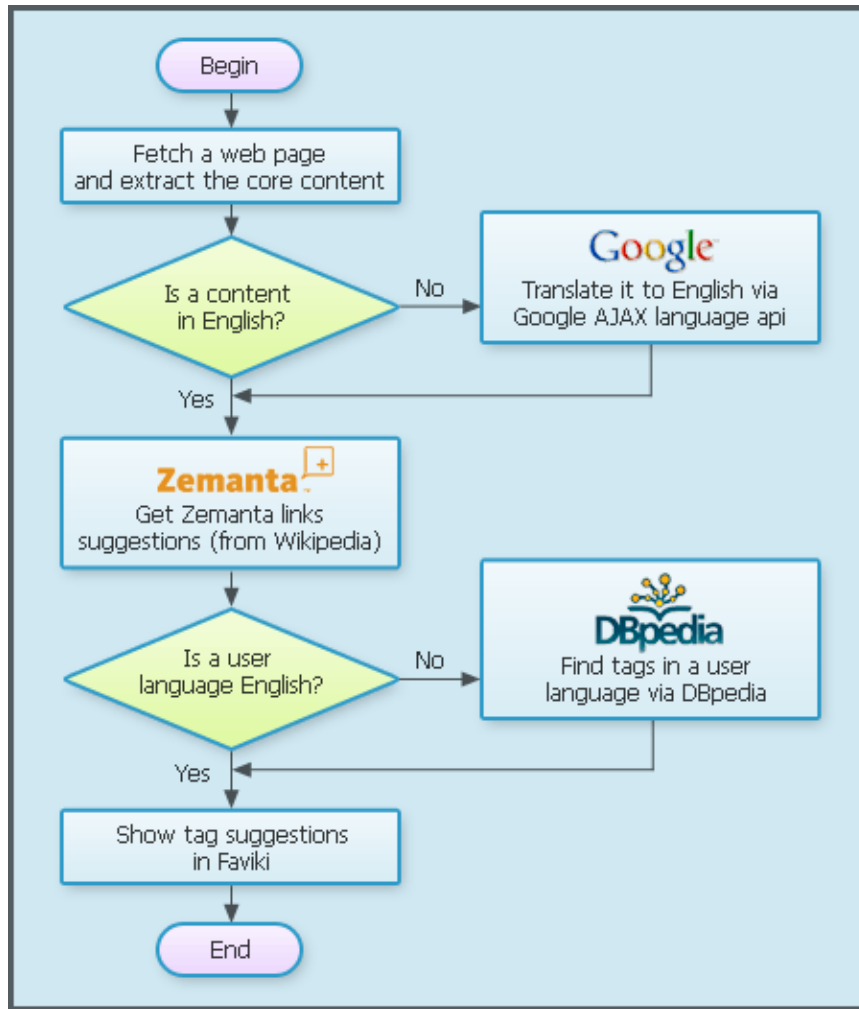 Begin
Fetch a web page
and extract the core content
Is a content
in English?
No
Google
Translate it to English via
Google AJAX language api
Yes
Zemanta
Get Zemanta links
suggestions (from Wikipedia)
Is a user
language English?
No
DBpedia
Find tags in a user
language via DBpedia
Yes
Show tag suggestions
in Faviki
End